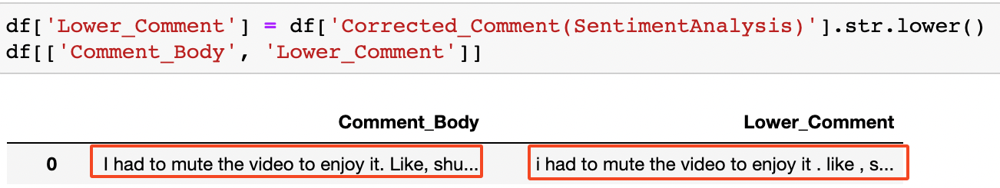 df['Lower_Comment'] = df['Corrected_Comment(SentimentAnalysis)'].str.lower()
df[['Comment_Body', 'Lower_Comment']]
Comment_Body Lower_Comment
0 I had to mute the video to enjoy it. Like, shu... i had to mute the video to enjoy it . like , s...